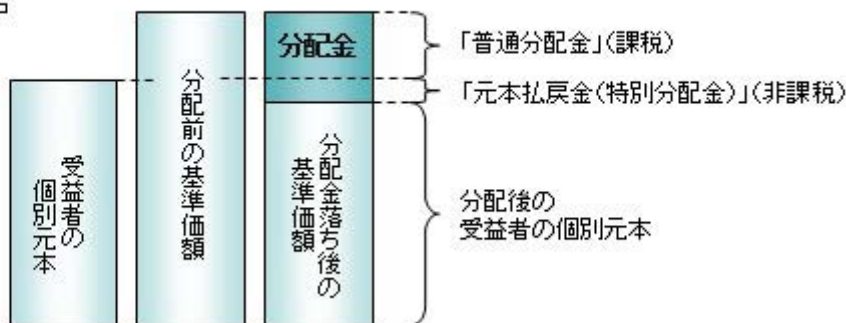 受益者の
個別元本
分配前の基準価額
分配金
分配金落ち後の
基準価額
「普通分配金」(課税)
「元本払戻金(特別分配金)」(非課税)
分配後の
受益者の個別元本